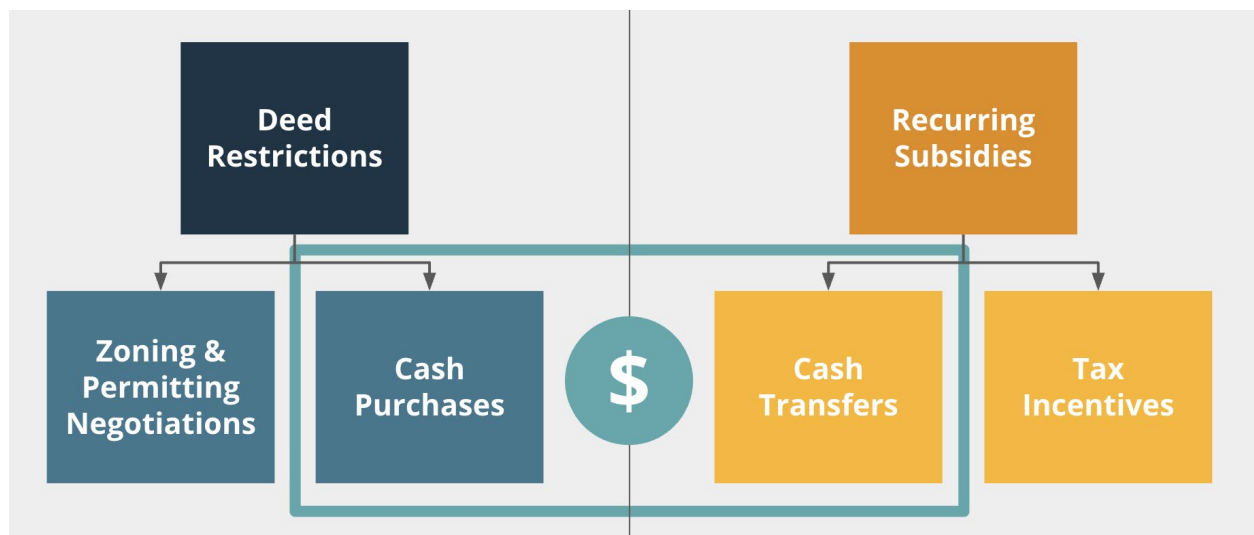 Deed
Restrictions
Recurring
Subsidies
Zoning &
Permitting
Negotiations
Cash
Purchases
$
Cash
Transfers
Tax
Incentives